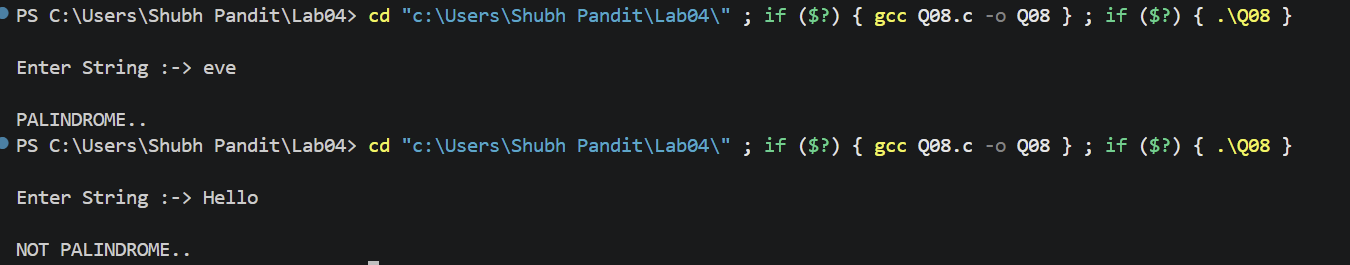 PS C:\Users\Shubh Pandit\Lab04> cd "c:\Users\Shubh Pandit\Lab04\" ; if ($?) { gcc Q08.c -o Q08 } ; if ($?) { .\Q08 }
Enter String :-> eve
PALINDROME..
PS C:\Users\Shubh Pandit\Lab04> cd "c:\Users\Shubh Pandit\Lab04\" ; if ($?) { gcc Q08.c -o Q08 } ; if ($?) { .\Q08 }
Enter String :-> Hello
NOT PALINDROME..